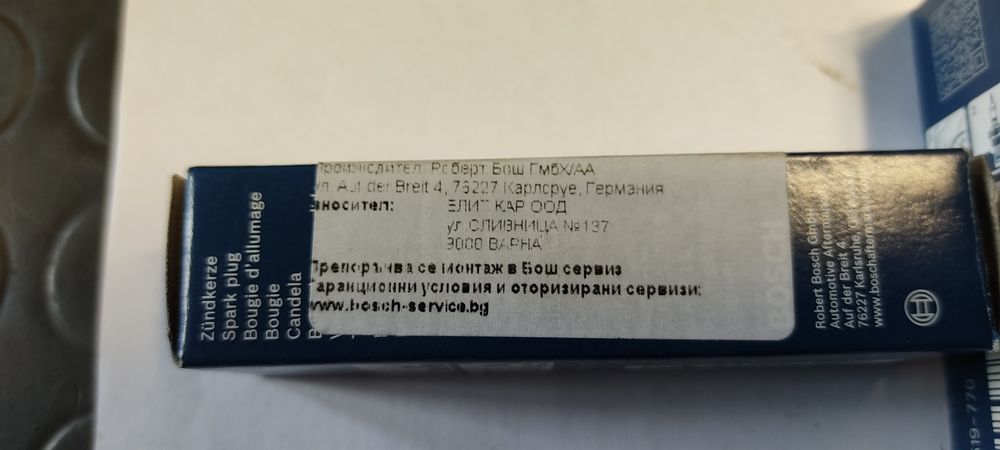 Zündkerze
Spark plug
Bougie d'allumage
Bougie
Candela
Производител: Роберт Бош ГмбХ/АА
ул. Auf der Breit 4, 76227 Карлсруе, Германия
Вносител: ЕЛИТ КАР ООД
ул.СЛИВНИЦА №137
9000 ВАРНА
Препоръчва се монтаж в Бош сервиз
Гаранционни условия и оторизирани сервизи:
www.bosch-service.bg
BOSCH
Robert Bosch GmbH
Automotive Aftermarket
Auf der Breit 4
76227 Karlsruhe
www.boschaftermarket
519-770